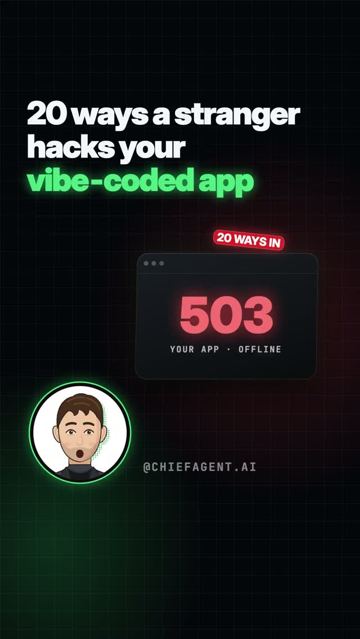 20 ways a stranger
hacks your
vibe-coded app
20 WAYS IN
503
YOUR APP · OFFLINE
@CHIEFAGENT.AI